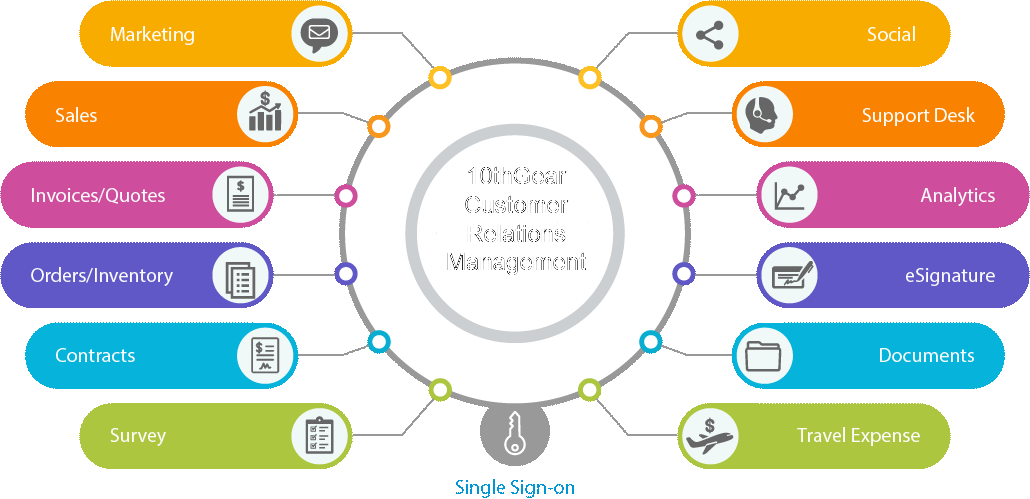 Marketing
Social
Sales
Support Desk
Invoices/Quotes
Analytics
10thGear
Customer
Relations
Management
Orders/Inventory
eSignature
Contracts
Documents
Survey
Travel Expense
Single Sign-on